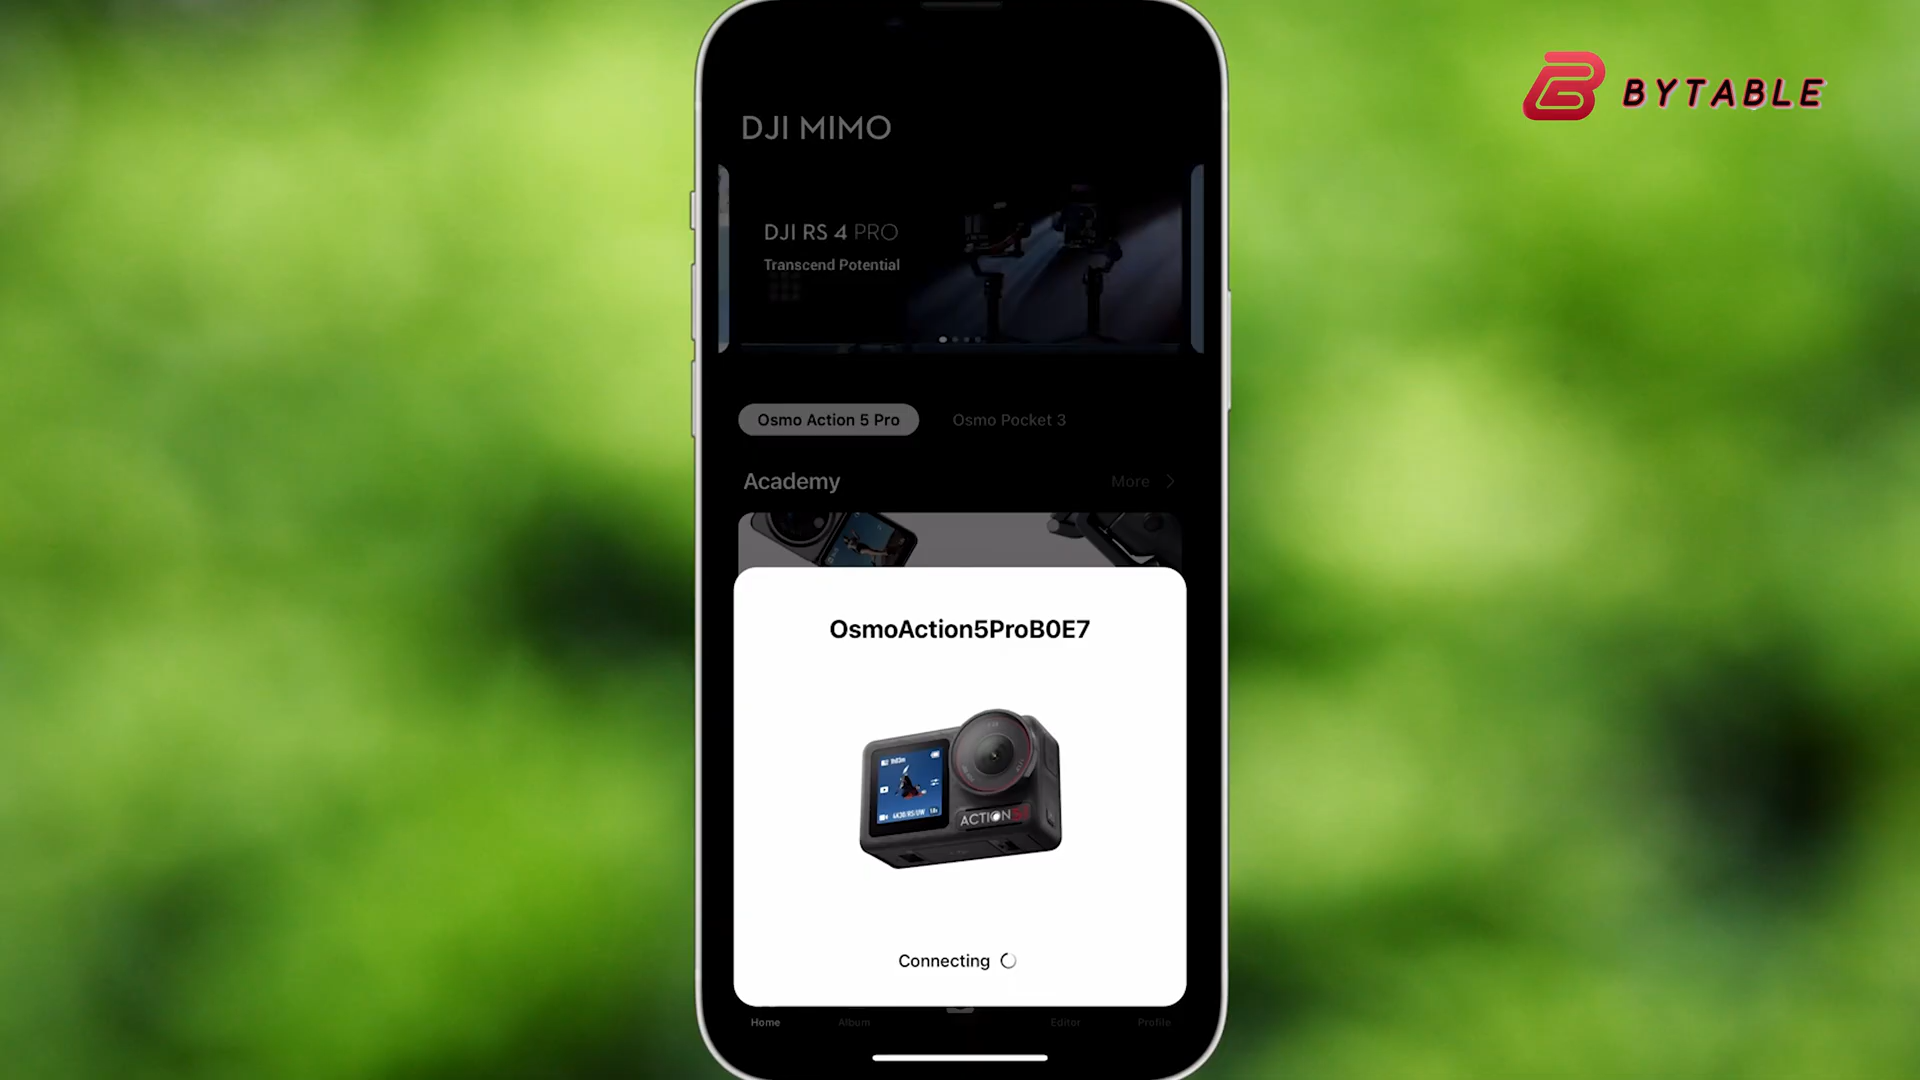 BYTABLE
DJI MIMO
DJI RS 4 PRO
Transcend Potential
Osmo Action 5 Pro
Osmo Pocket 3
Academy
More
OsmoAction5ProB0E7
ACTION
Connecting
Home
Album
Editor
Profile